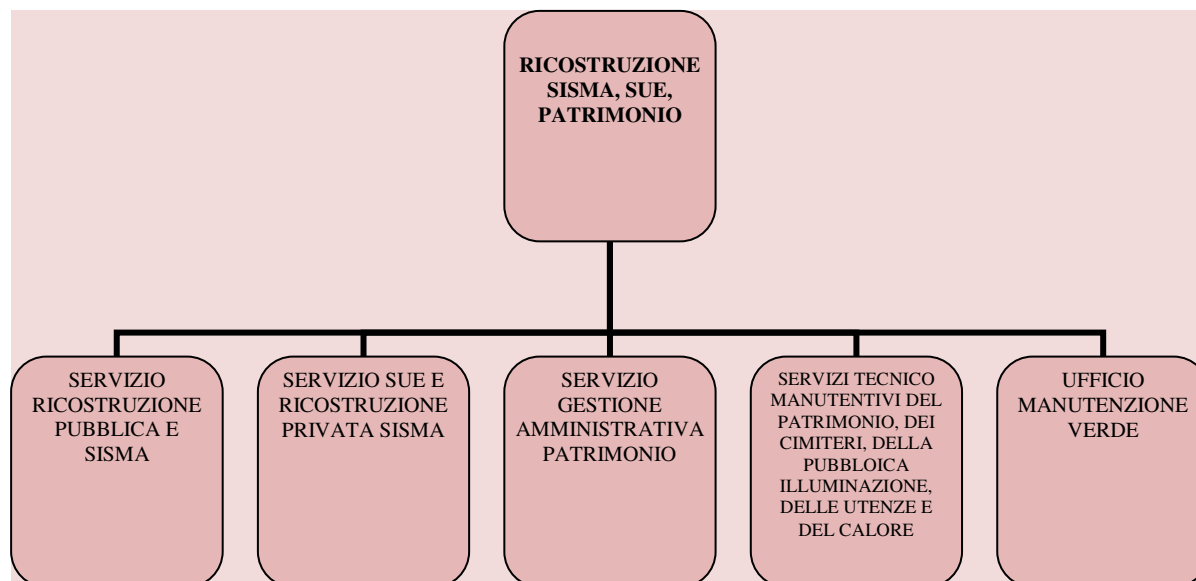 RICOSTRUZIONE
SISMA, SUE,
PATRIMONIO
SERVIZIO
RICOSTRUZIONE
PUBBLICA E
SISMA
SERVIZIO SUE E
RICOSTRUZIONE
PRIVATA SISMA
SERVIZIO
GESTIONE
AMMINISTRATIVA
PATRIMONIO
SERVIZI TECNICO
MANUTENTIVI DEL
PATRIMONIO, DEI
CIMITERI, DELLA
PUBBLOICA
ILLUMINAZIONE,
DELLE UTENZE E
DEL CALORE
UFFICIO
MANUTENZIONE
VERDE